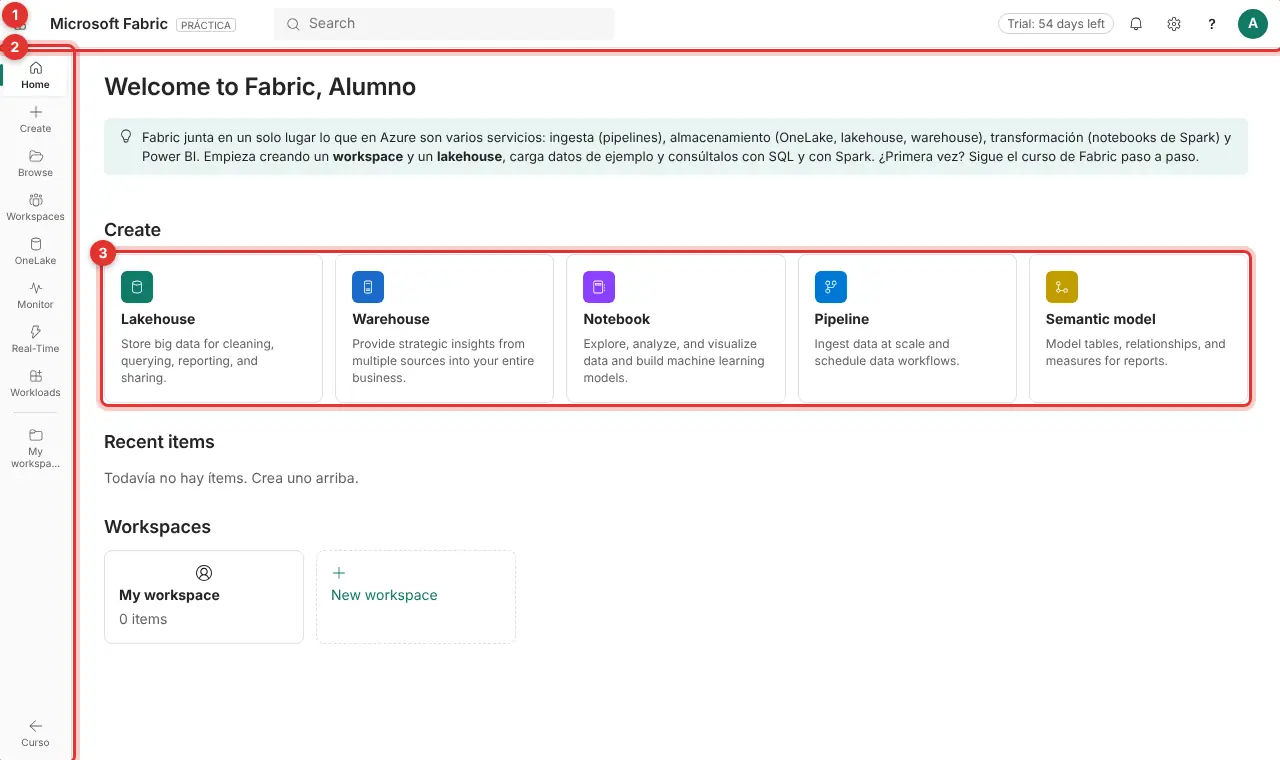 1
Microsoft Fabric PRÁCTICA Search Trial: 54 days left ? A
2
Home
Create
Browse
Workspaces
OneLake
Monitor
Real-Time
Workloads
My
workspa...
Curso
Welcome to Fabric, Alumno
Fabric junta en un solo lugar lo que en Azure son varios servicios: ingesta (pipelines), almacenamiento (OneLake, lakehouse, warehouse), transformación (notebooks de Spark) y
Power BI. Empieza creando un workspace y un lakehouse, carga datos de ejemplo y consúltalos con SQL y con Spark. ¿Primera vez? Sigue el curso de Fabric paso a paso.
Create
3
Lakehouse
Store big data for cleaning,
querying, reporting, and
sharing.
Warehouse
Provide strategic insights from
multiple sources into your entire
business.
Notebook
Explore, analyze, and visualize
data and build machine learning
models.
Pipeline
Ingest data at scale and
schedule data workflows.
Semantic model
Model tables, relationships, and
measures for reports.
Recent items
Todavía no hay ítems. Crea uno arriba.
Workspaces
My workspace
0 items
New workspace